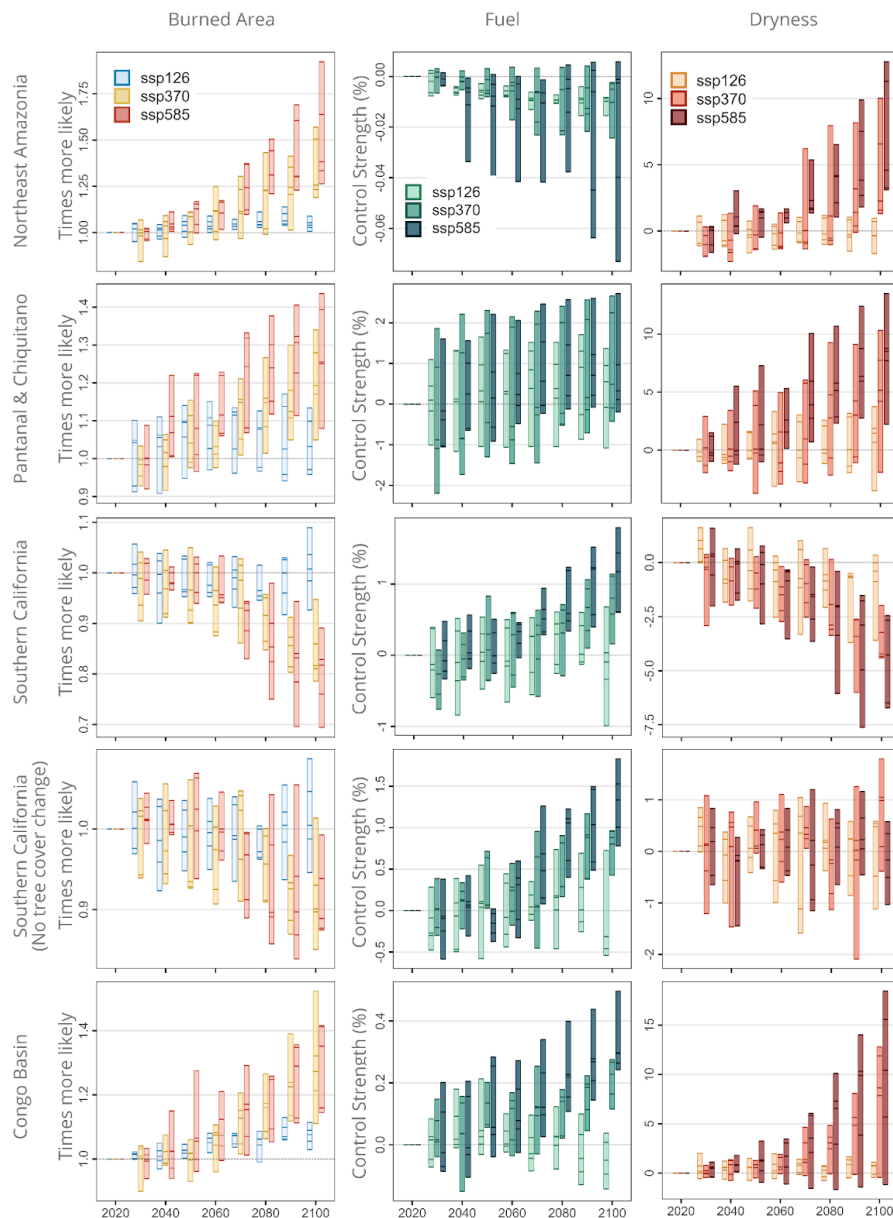 Burned Area
Fuel
Dryness
Northeast Amazonia
Times more likely
1.00
1.25
1.50
1.75
ssp126
ssp370
ssp585
Control Strength (%)
0.00
-0.02
-0.04
-0.06
ssp126
ssp370
ssp585
0
5
10
ssp126
ssp370
ssp585
Pantanal & Chiquitano
Times more likely
0.9
1.0
1.1
1.2
1.3
1.4
Control Strength (%)
-2
-1
0
1
2
0
5
10
Southern California
Times more likely
0.7
0.8
0.9
1.0
1.1
Control Strength (%)
-1
0
1
-7.5
-5.0
-2.5
0.0
Southern California
(No tree cover change)
Times more likely
0.9
1.0
Control Strength (%)
-0.5
0.0
0.5
1.0
1.5
-2
-1
0
1
Congo Basin
Times more likely
1.0
1.2
1.4
Control Strength (%)
0.0
0.2
0.4
0
5
10
15
2020 2040 2060 2080 2100
2020 2040 2060 2080 2100
2020 2040 2060 2080 2100